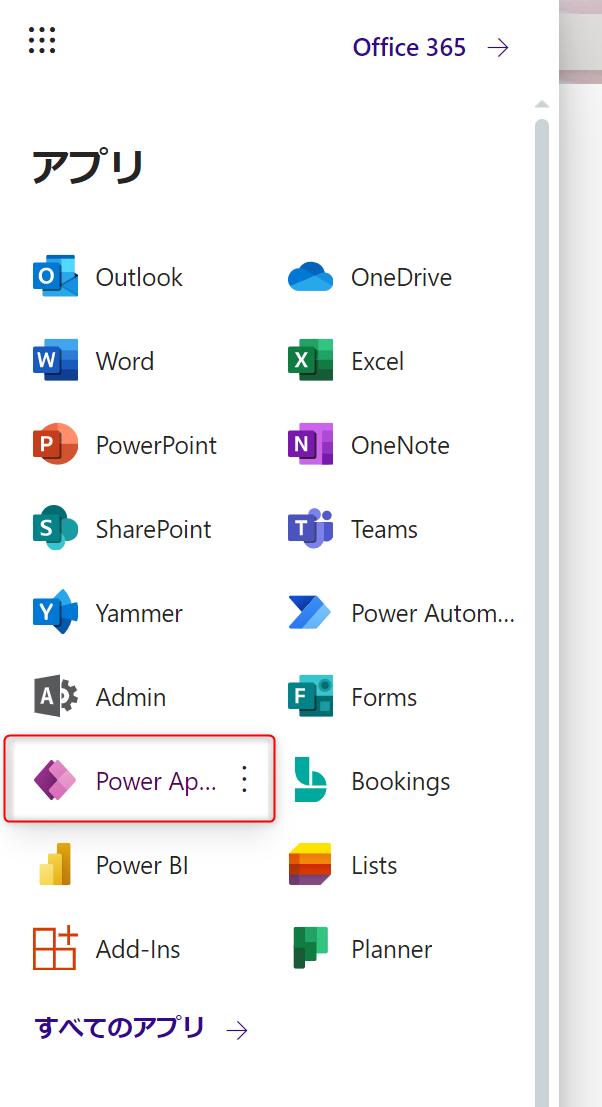 Office 365
アプリ
Outlook
OneDrive
Word
Excel
PowerPoint
OneNote
SharePoint
Teams
Yammer
Power Autom...
Admin
Forms
Power Ap...
Bookings
Power BI
Lists
Add-Ins
Planner
すべてのアプリ